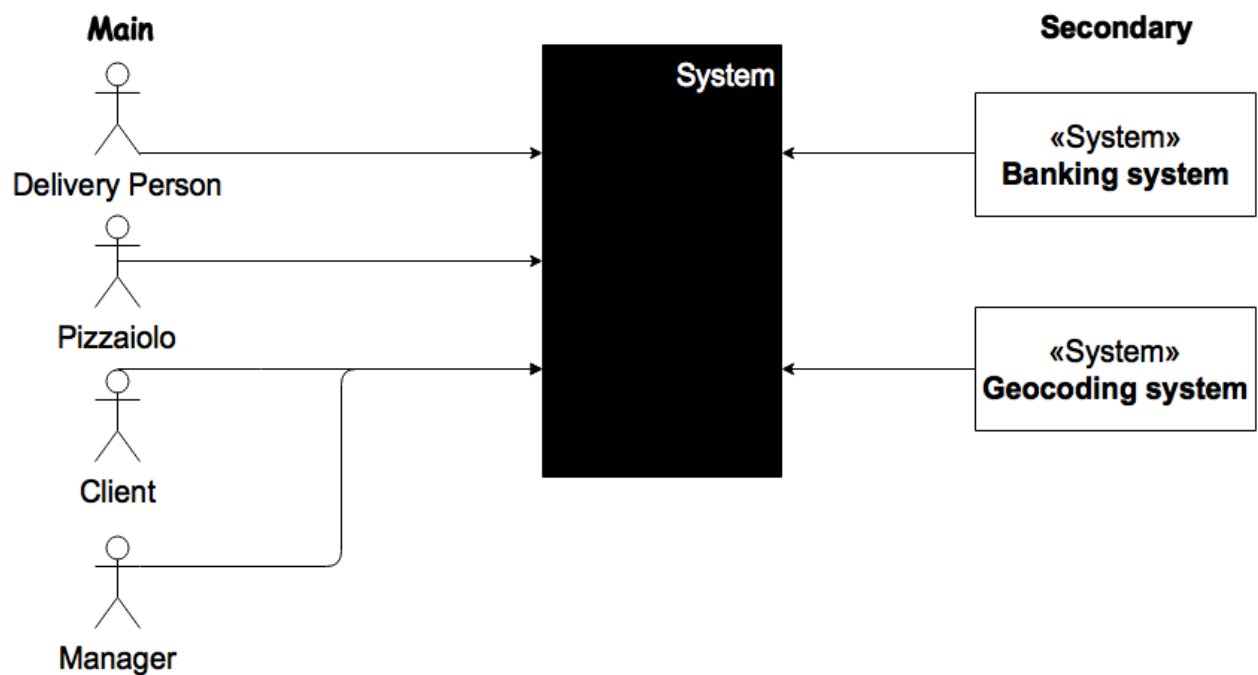 Main
Secondary
System
Delivery Person
Pizzaiolo
Client
Manager
«System»
Banking system
«System»
Geocoding system